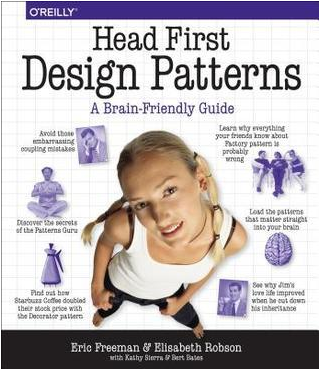 O'REILLY®
Head First
Design Patterns
A Brain-Friendly Guide
Avoid those
embarrassing
coupling mistakes
Learn why everything
your friends know about
Factory pattern is
probably
wrong
Discover the secrets
of the Patterns Guru
Load the patterns
that matter straight
into your brain
Find out how
Starbuzz Coffee doubled
their stock price with
the Decorator pattern
See why Jim's
love life improved
when he cut down
his inheritance
Eric Freeman & Elisabeth Robson
with Kathy Sierra & Bert Bates